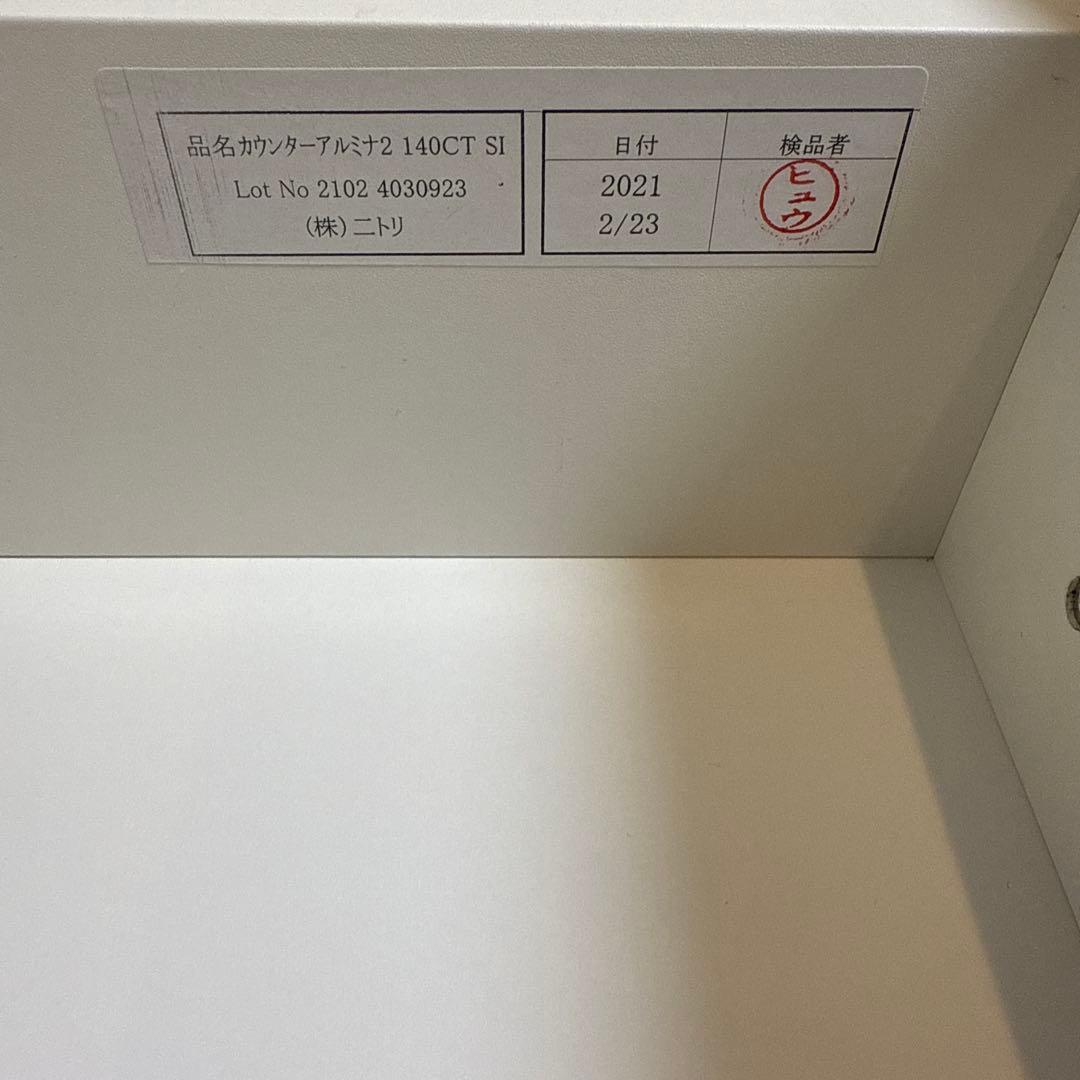 品名カウンターアルミナ2 140CT SI
Lot No 2102 4030923
(株)ニトリ
日付
検品者
2021
2/23
ヒュウ